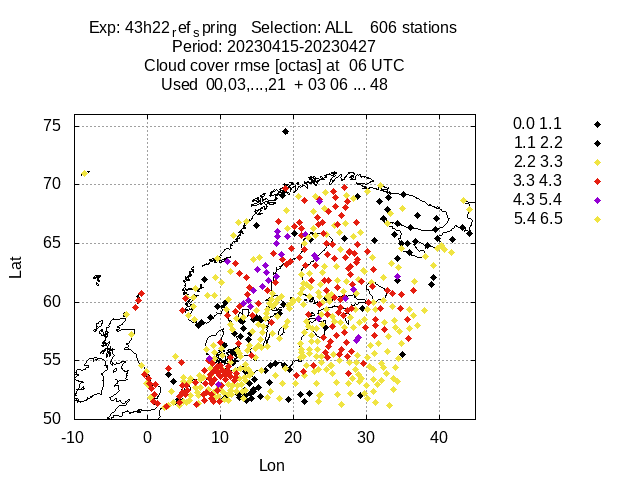 Exp: 43h22refspring   Selection: ALL    606 stations
Period: 20230415-20230427
Cloud cover rmse [octas] at  06 UTC
Used  00,03,...,21  + 03 06 ... 48
0.0 1.1
1.1 2.2
2.2 3.3
3.3 4.3
4.3 5.4
5.4 6.5
75
70
65
60
55
50
Lat
-10 0 10 20 30 40
Lon